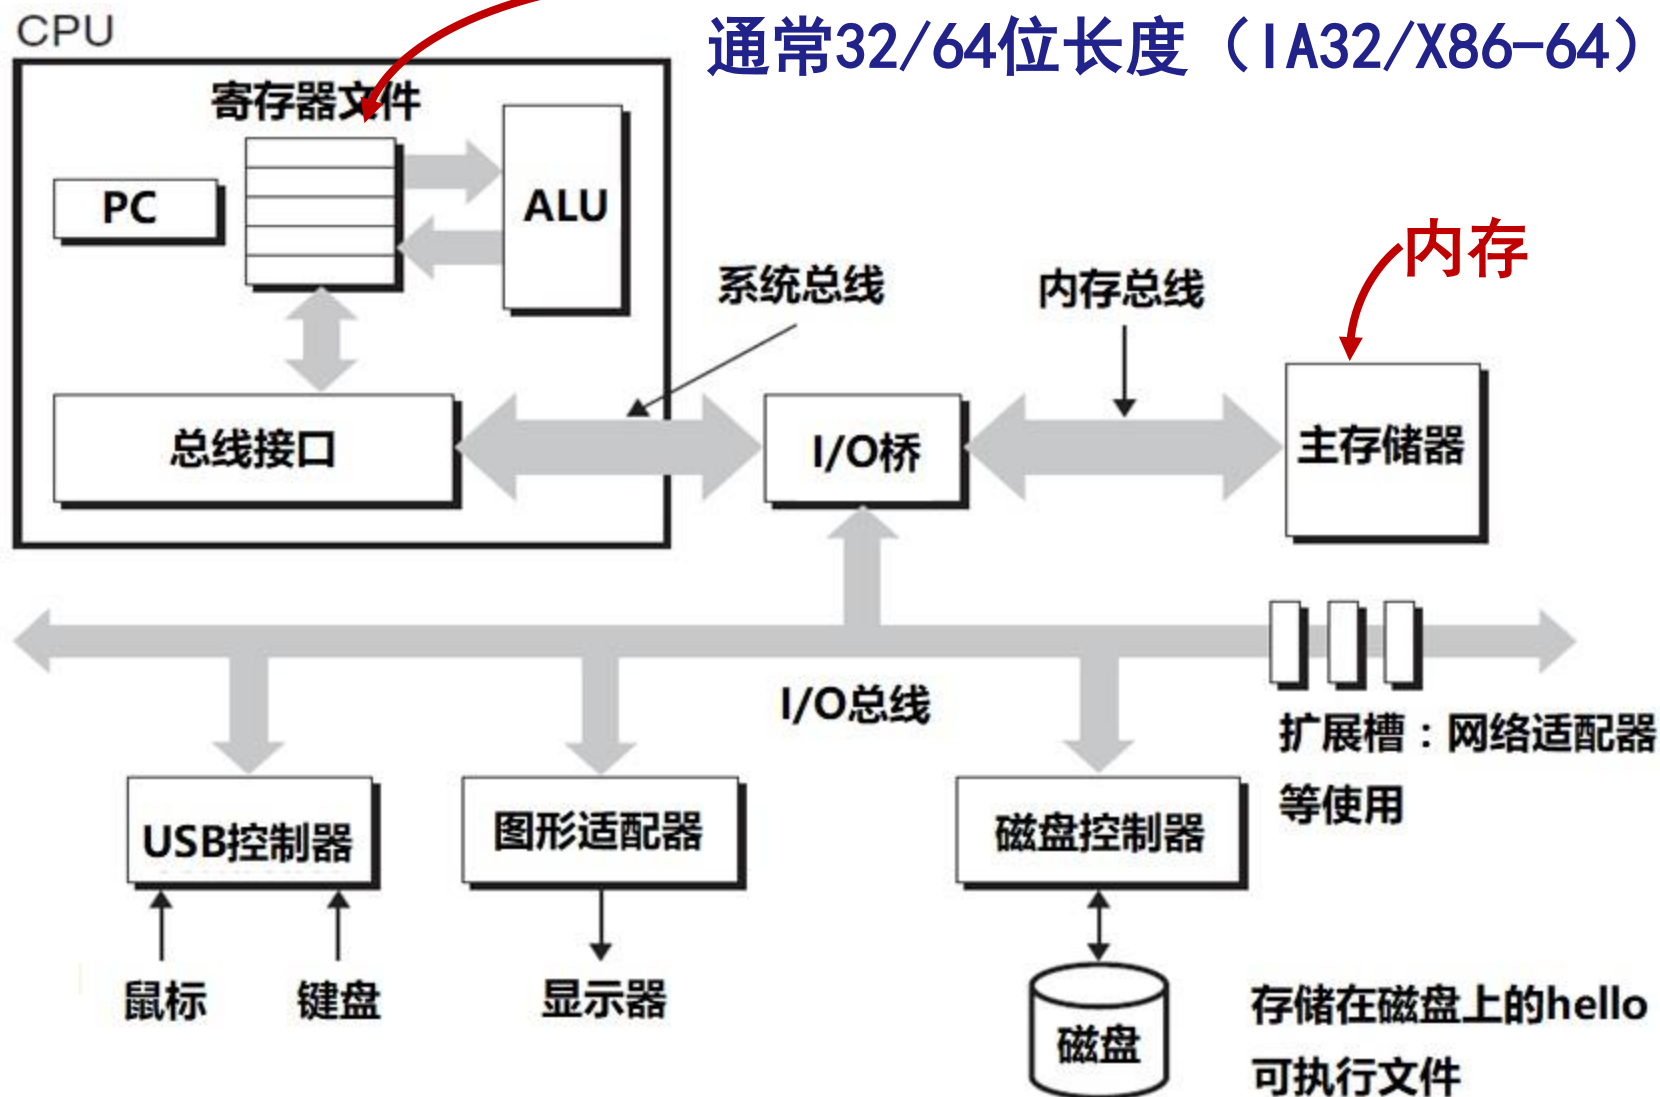 CPU
通常32/64位长度（IA32/X86-64）
寄存器文件
PC
ALU
内存
系统总线
内存总线
总线接口
I/O桥
主存储器
I/O总线
扩展槽：网络适配器
等使用
USB控制器
图形适配器
磁盘控制器
鼠标
键盘
显示器
磁盘
存储在磁盘上的hello
可执行文件